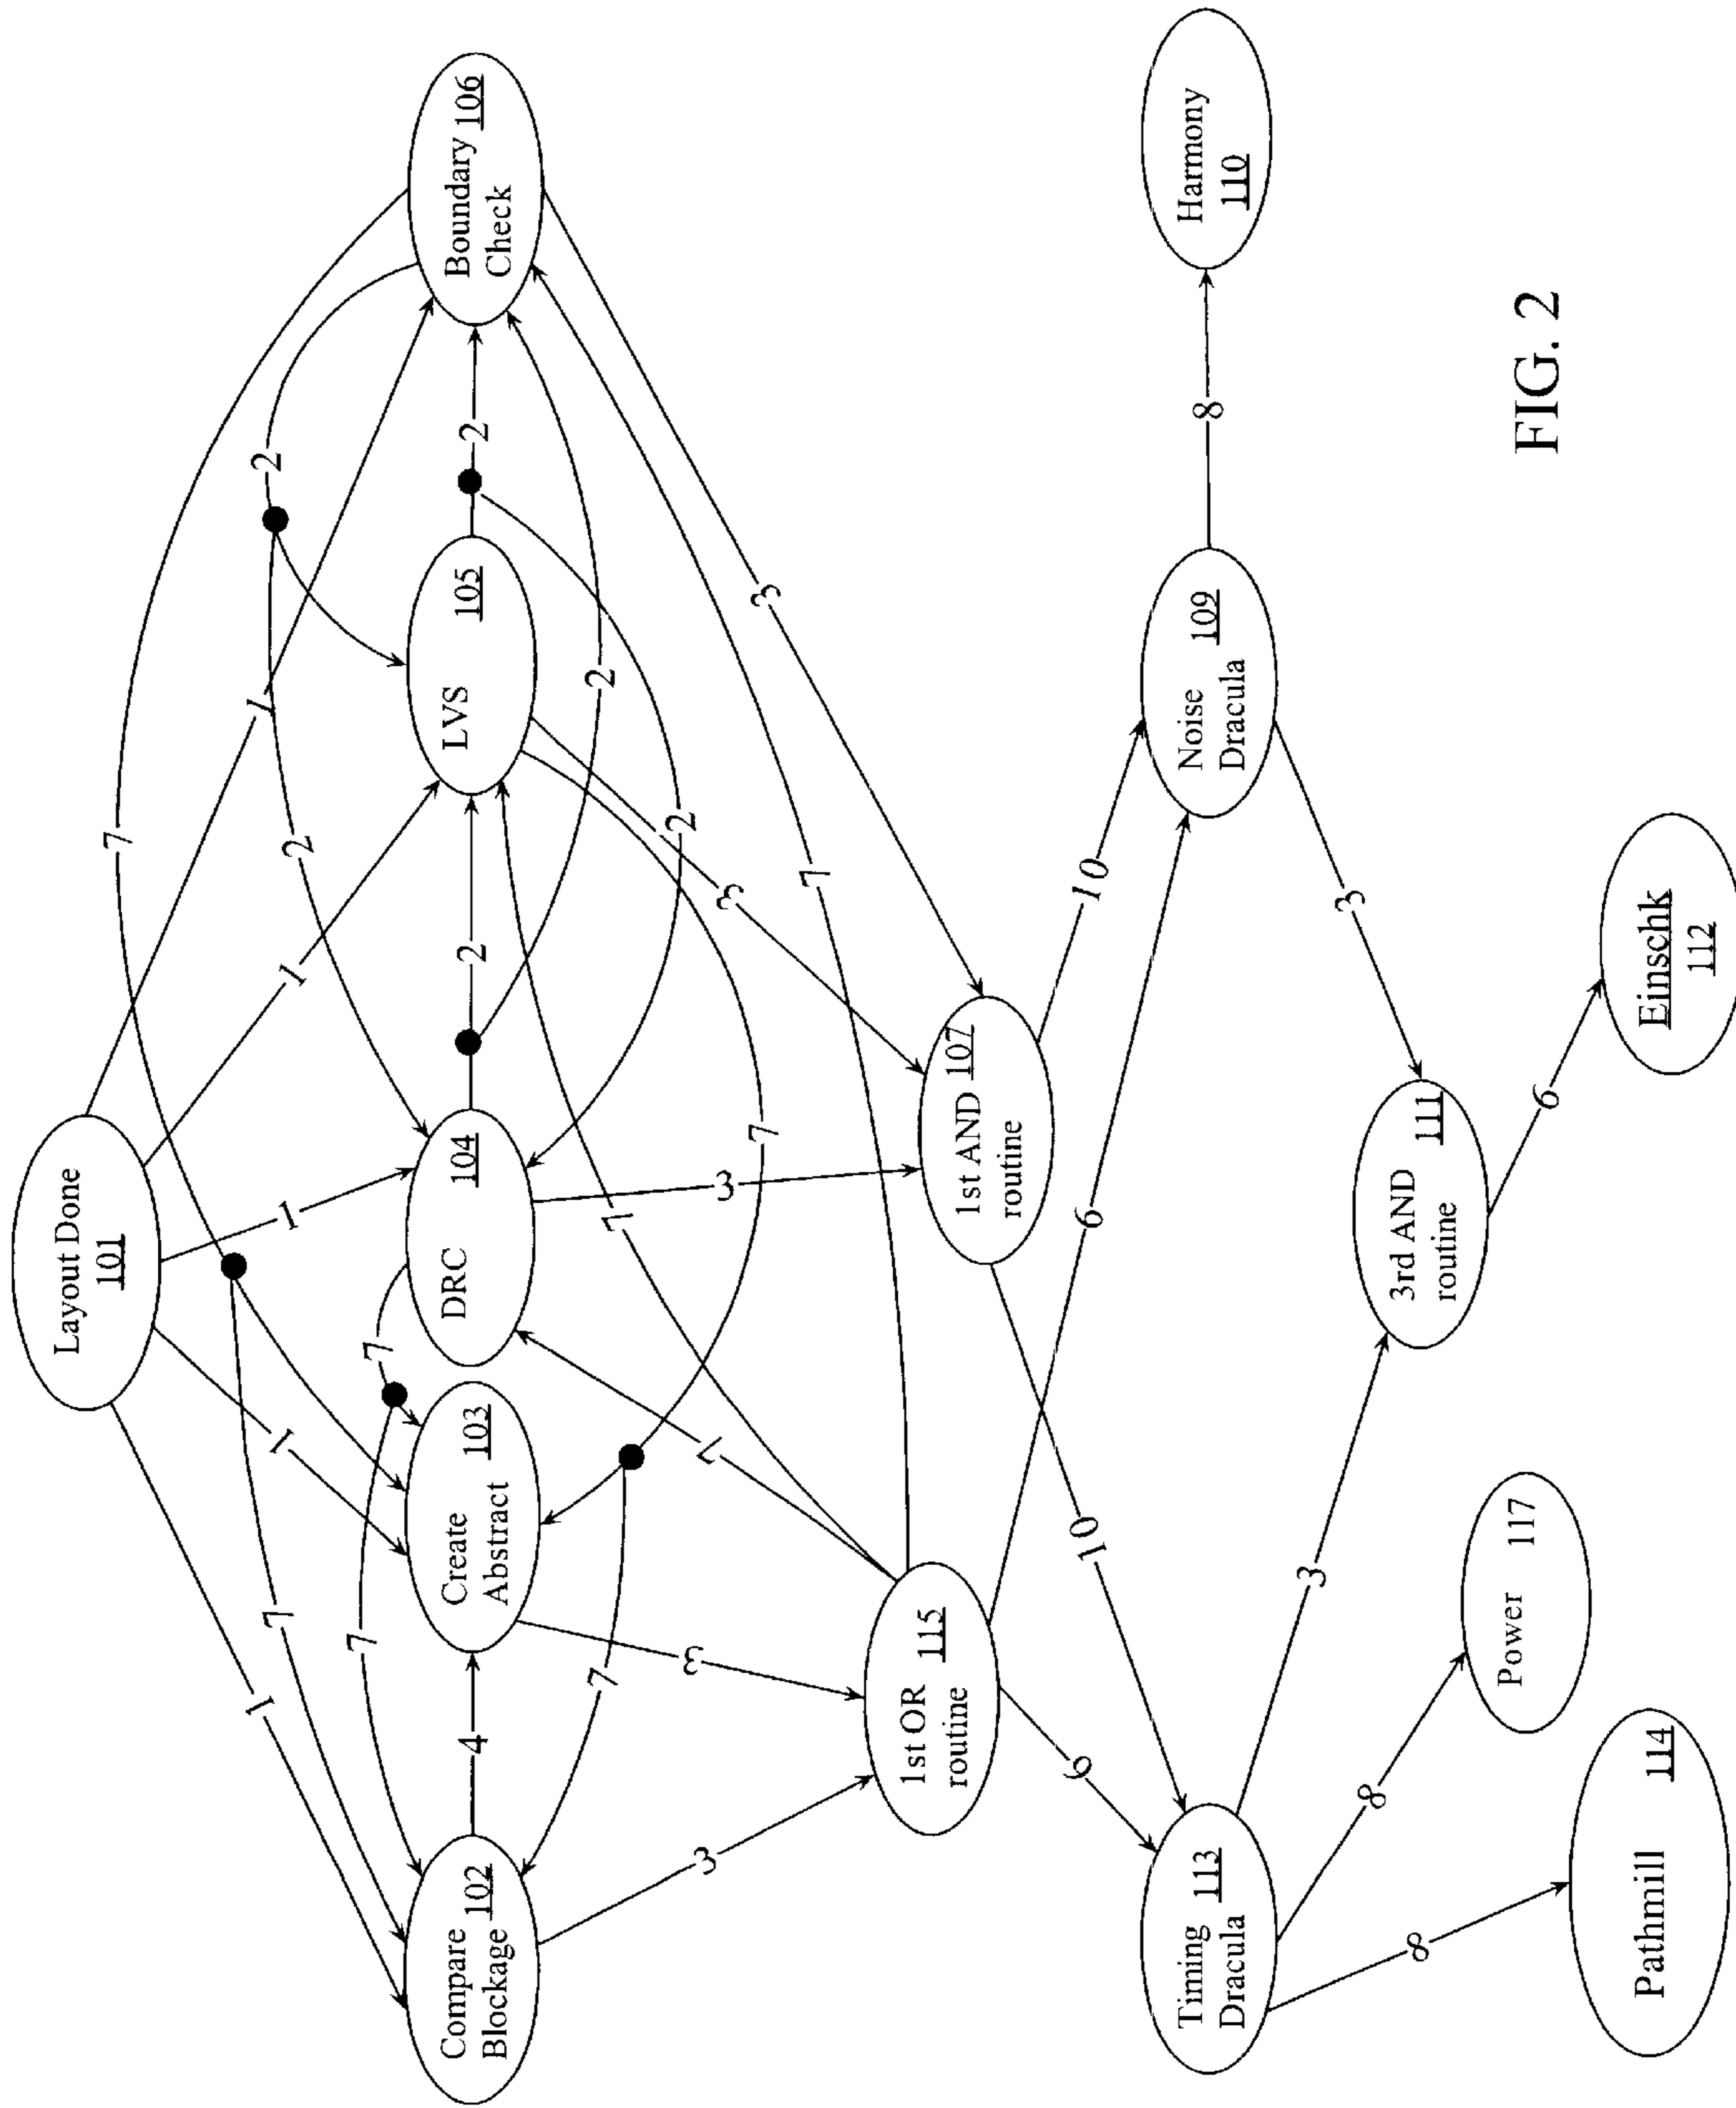 Layout Done
101
1
1
1
1
1
7
2
2
7
7
7
7
7
7
Compare
Blockage 102
4
Create
Abstract 103
DRC 104
2
LVS 105
2
Boundary 106
Check
2
2
3
3
3
3
3
7
7
7
1st OR 115
routine
1st AND 107
routine
6
6
10
10
Timing 113
Dracula
Noise 109
Dracula
8
Harmony
110
3
3
8
8
3rd AND 111
routine
6
Power 117
Pathmill 114
Einschk
112
FIG. 2